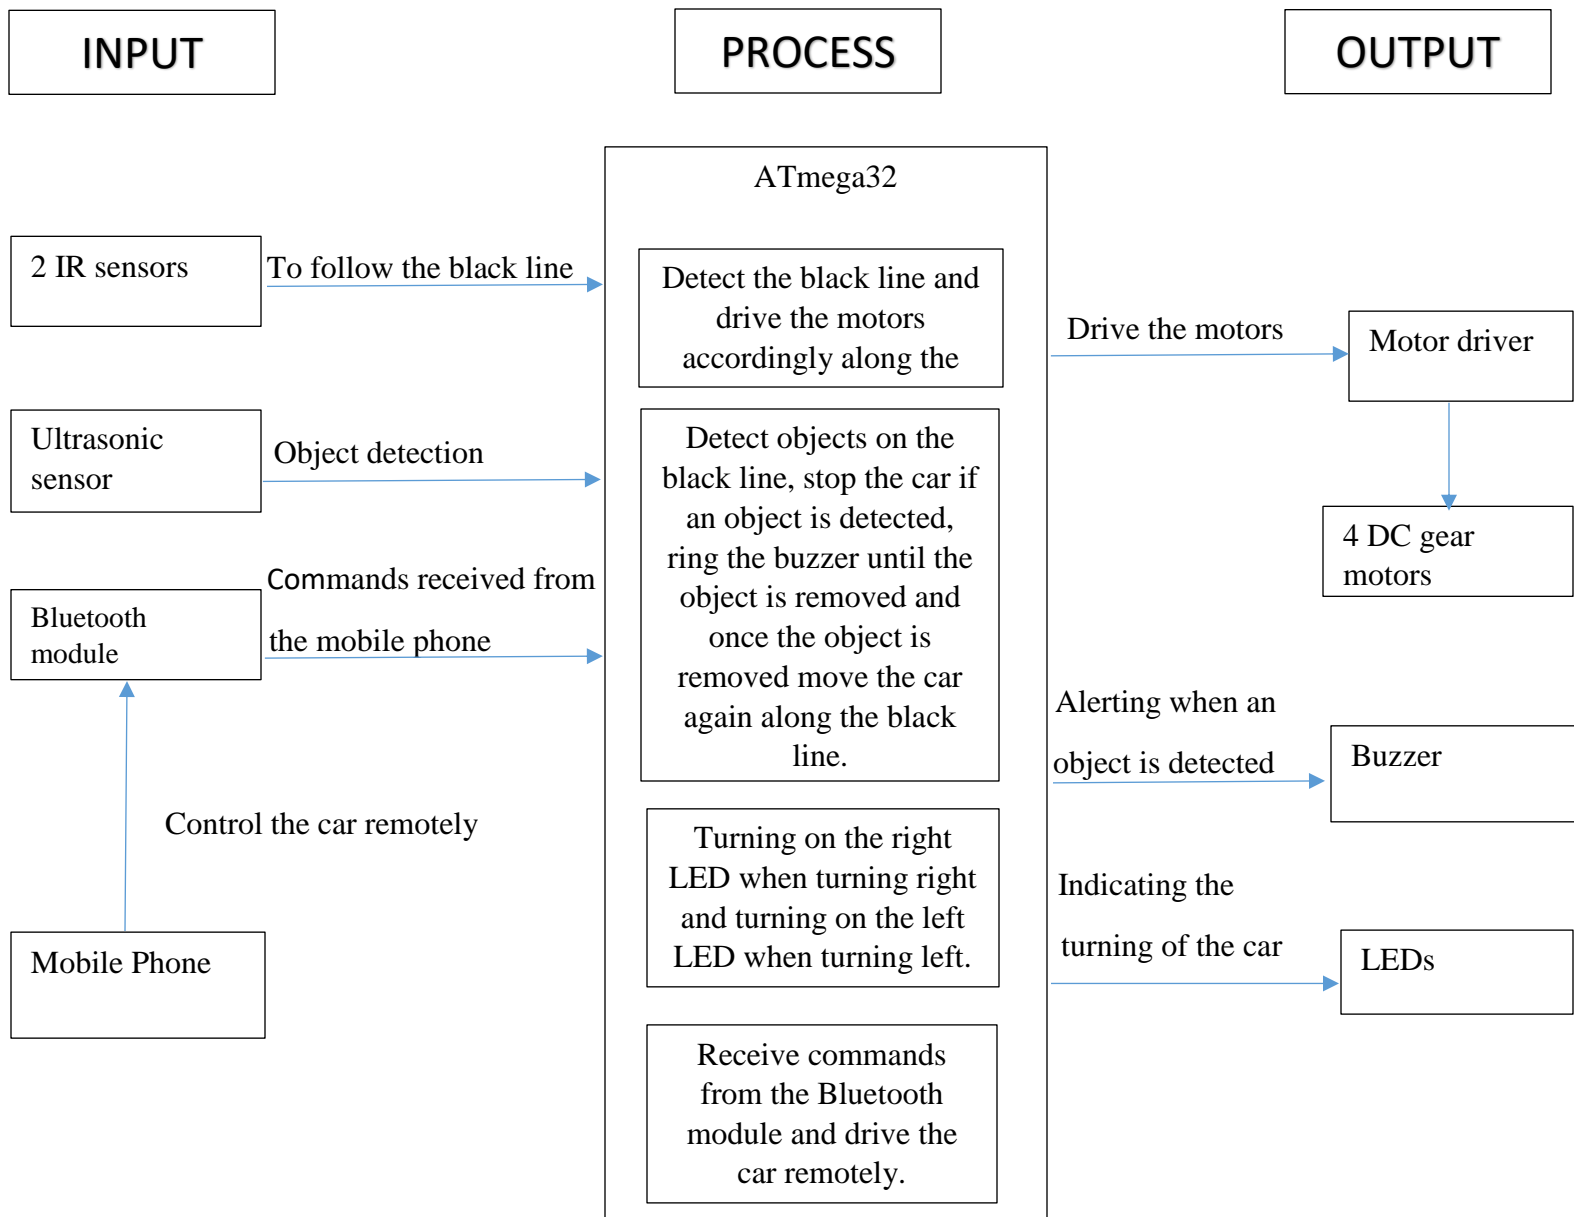 INPUT
PROCESS
OUTPUT
2 IR sensors
To follow the black line
Ultrasonic
sensor
Object detection
Bluetooth
module
Commands received from
the mobile phone
Control the car remotely
Mobile Phone
ATmega32
Detect the black line and
drive the motors
accordingly along the
Detect objects on the
black line, stop the car if
an object is detected,
ring the buzzer until the
object is removed and
once the object is
removed move the car
again along the black
line.
Turning on the right
LED when turning right
and turning on the left
LED when turning left.
Receive commands
from the Bluetooth
module and drive the
car remotely.
Drive the motors
Motor driver
4 DC gear
motors
Alerting when an
object is detected
Buzzer
Indicating the
turning of the car
LEDs